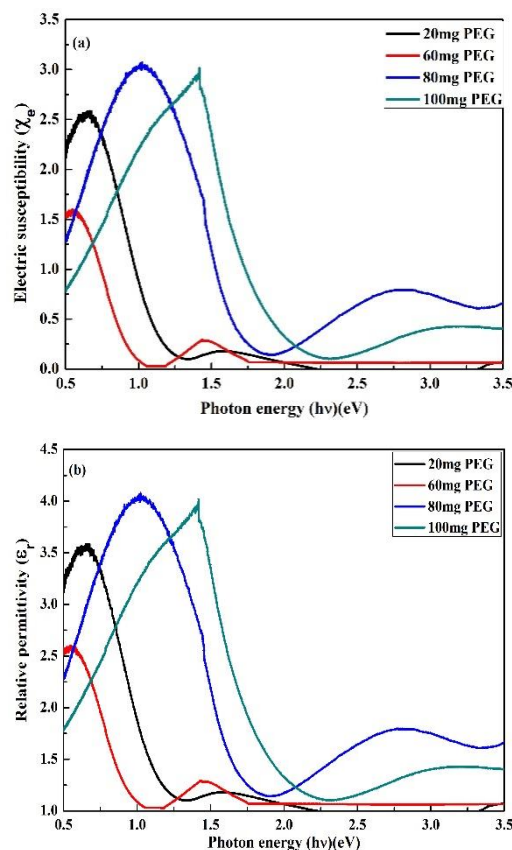 (a)
20mg PEG
60mg PEG
80mg PEG
100mg PEG
Electric susceptibility (χe)
3.5
3.0
2.5
2.0
1.5
1.0
0.5
0.0
0.5 1.0 1.5 2.0 2.5 3.0 3.5
Photon energy (hν)(eV)
(b)
20mg PEG
60mg PEG
80mg PEG
100mg PEG
Relative permittivity (εr)
4.5
4.0
3.5
3.0
2.5
2.0
1.5
1.0
0.5 1.0 1.5 2.0 2.5 3.0 3.5
Photon energy (hν)(eV)